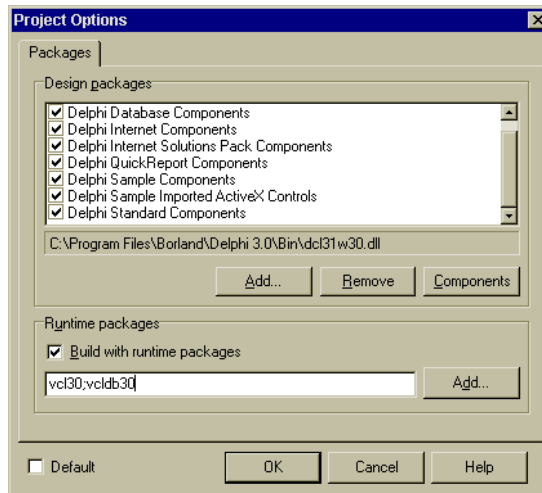 Project Options
Packages
Design packages
Delphi Database Components
Delphi Internet Components
Delphi Internet Solutions Pack Components
Delphi QuickReport Components
Delphi Sample Components
Delphi Sample Imported ActiveX Controls
Delphi Standard Components
C:\Program Files\Borland\Delphi 3.0\Bin\dcl31w30.dll
Add... Remove Components
Runtime packages
Build with runtime packages
vcl30;vcldb30 Add...
Default OK Cancel Help